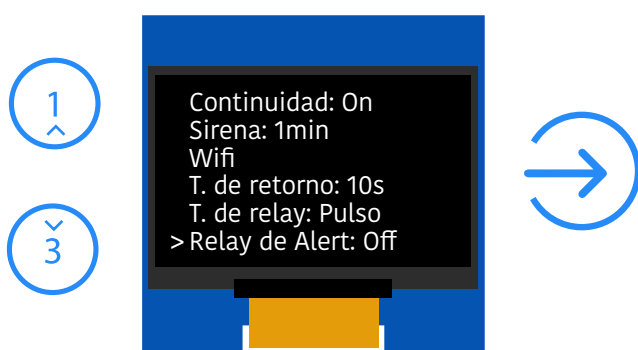 1
3
Continuidad: On
Sirena: 1min
Wifi
T. de retorno: 10s
T. de relay: Pulso
>Relay de Alert: Off